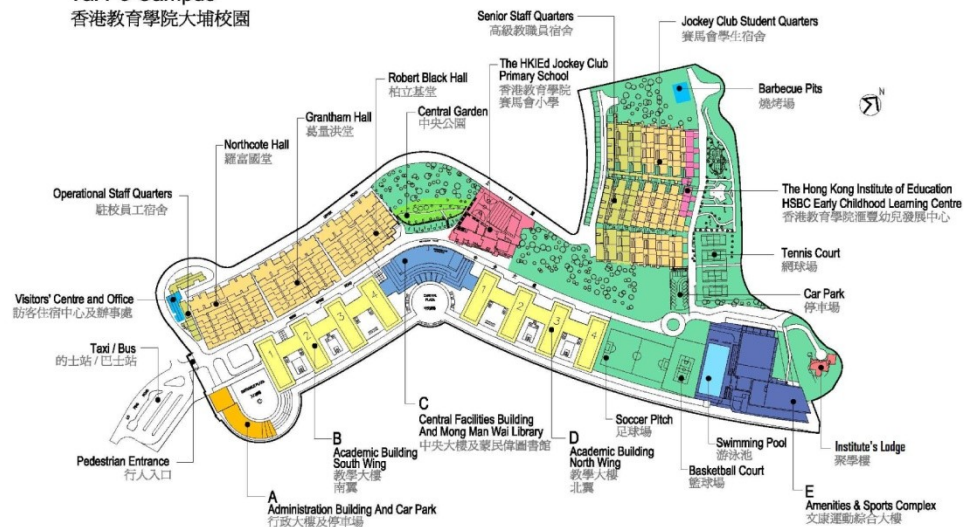 Tai Po Campus
香港教育學院大埔校園
Senior Staff Quarters
高級教職員宿舍
Jockey Club Student Quarters
賽馬會學生宿舍
The HKIEd Jockey Club
Primary School
香港教育學院
賽馬會小學
Robert Black Hall
柏立基堂
Central Garden
中央公園
Barbecue Pits
燒烤場
N
Grantham Hall
葛量洪堂
Northcote Hall
羅富國堂
Operational Staff Quarters
駐校員工宿舍
The Hong Kong Institute of Education
HSBC Early Childhood Learning Centre
香港教育學院滙豐幼兒發展中心
Tennis Court
網球場
Car Park
停車場
Visitors' Centre and Office
訪客住宿中心及辦事處
Taxi / Bus
的士站 / 巴士站
1
2
3
4
1
2
3
4
C
Central Facilities Building
And Mong Man Wai Library
中央大樓及蒙民偉圖書館
Soccer Pitch
足球場
B
Academic Building
South Wing
教學大樓
南翼
D
Academic Building
North Wing
教學大樓
北翼
Swimming Pool
游泳池
Institute's Lodge
聚學樓
Pedestrian Entrance
行人入口
Basketball Court
籃球場
A
Administration Building And Car Park
行政大樓及停車場
E
Amenities & Sports Complex
文康運動綜合大樓